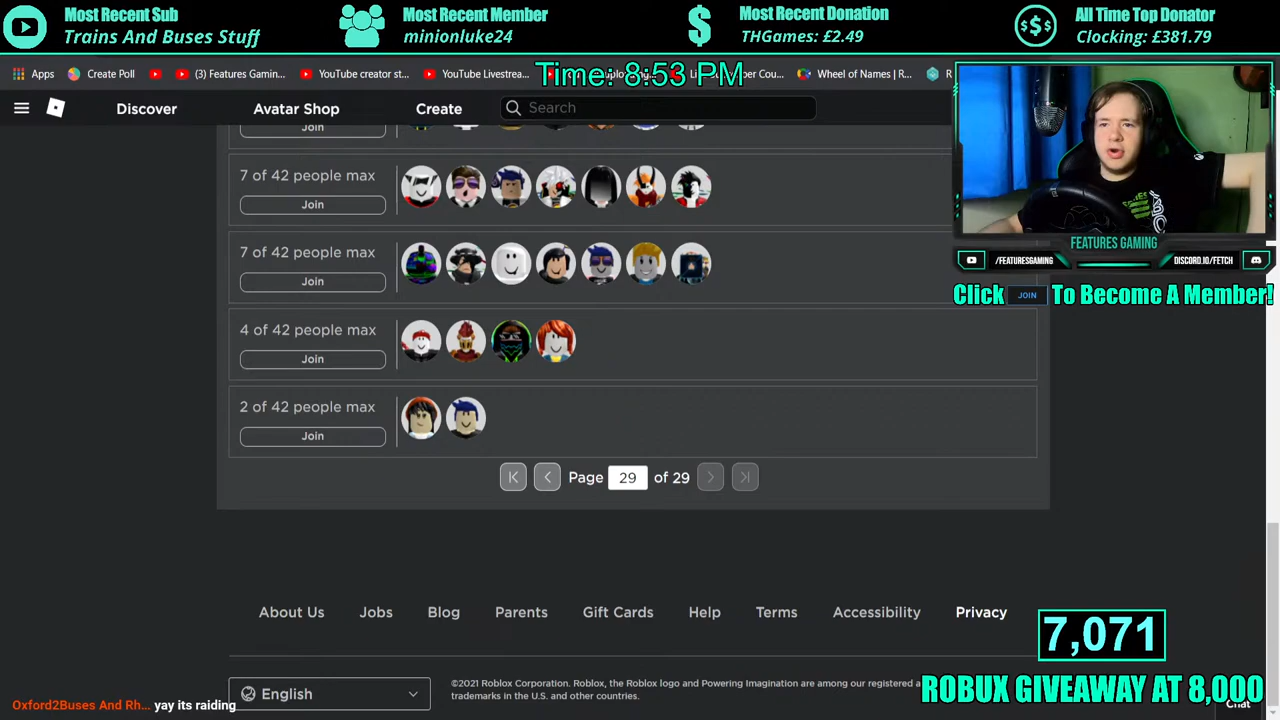 Most Recent Sub
Trains And Buses Stuff
Most Recent Member
minionluke24
Most Recent Donation
THGames: £2.49
All Time Top Donator
Clocking: £381.79
Apps
Create Poll
(3) Features Gamin...
YouTube creator st...
YouTube Livestrea...
Wheel of Names | R...
Time: 8:53 PM
Discover
Avatar Shop
Create
Search
Join
7 of 42 people max
Join
7 of 42 people max
Join
4 of 42 people max
Join
2 of 42 people max
Join
Page 29 of 29
FEATURES GAMING
/FEATURESGAMING
DISCORD.IO/FETCH
Click JOIN To Become A Member!
About Us
Jobs
Blog
Parents
Gift Cards
Help
Terms
Accessibility
Privacy
7,071
ROBUX GIVEAWAY AT 8,000
English
©2021 Roblox Corporation. Roblox, the Roblox logo and Powering Imagination are among our registered a
trademarks in the U.S. and other countries.
Chat
Oxford2Buses And Rh... yay its raiding